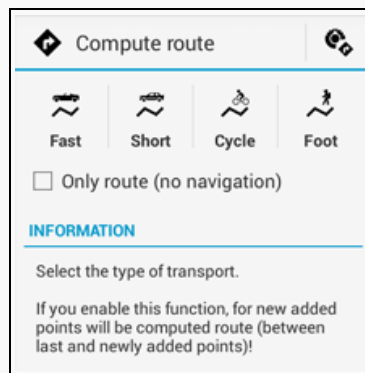 Compute route
Fast Short Cycle Foot
Only route (no navigation)
INFORMATION
Select the type of transport.
If you enable this function, for new added
points will be computed route (between
last and newly added points)!